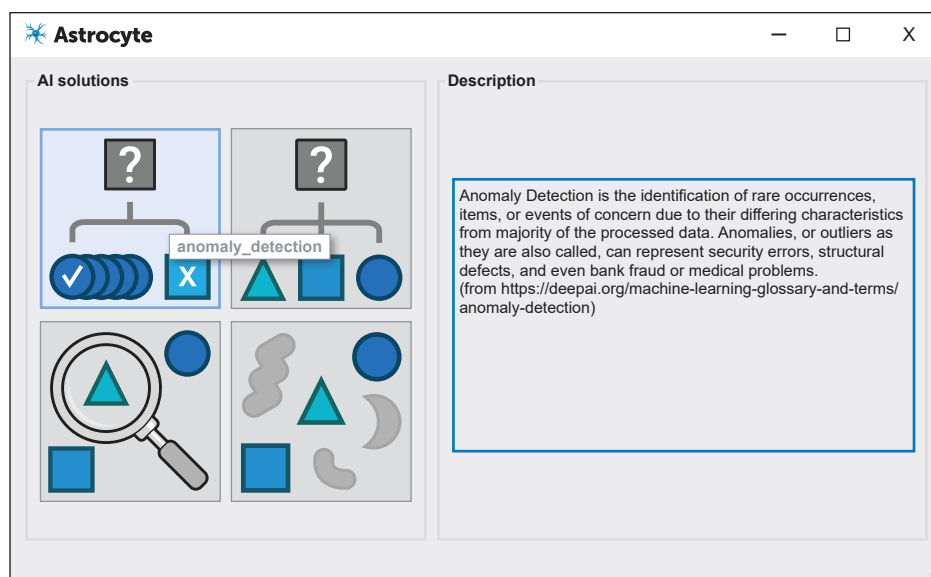 Astrocyte
X
AI solutions
Description
?
?
anomaly_detection
X
Anomaly Detection is the identification of rare occurrences,
items, or events of concern due to their differing characteristics
from majority of the processed data. Anomalies, or outliers as
they are also called, can represent security errors, structural
defects, and even bank fraud or medical problems.
(from https://deepai.org/machine-learning-glossary-and-terms/
anomaly-detection)